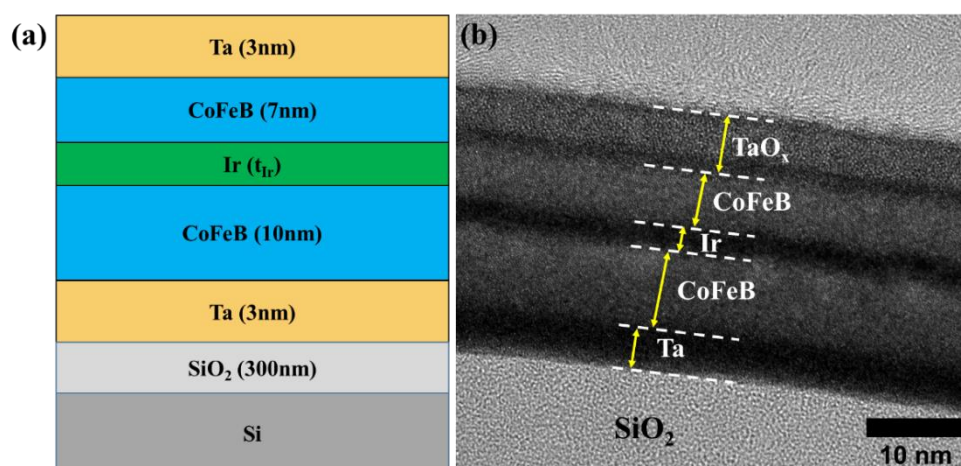 (a)
Ta (3nm)
CoFeB (7nm)
Ir (tIr)
CoFeB (10nm)
Ta (3nm)
SiO2 (300nm)
Si
(b)
TaOx
CoFeB
Ir
CoFeB
Ta
SiO2
10 nm